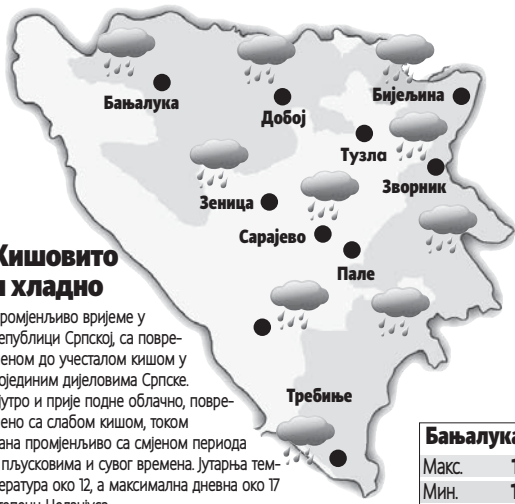 Бањалука
Добој
Бијељина
Тузла
Зворник
Зеница
Сарајево
Пале
Требиње
Кишовито
и хладно
ромјенљиво вријеме у
епублици Српској, са повре-
еном до учесталом кишом у
ојединим дијеловима Српске.
јутро и прије подне облачно, повре-
ено са слабом кишом, током
ана промјенљиво са смјеном периода
пљусковима и сувог времена. Јутарња тем-
ература око 12, а максимална дневна око 17
Бањалука
Макс.
Мин.